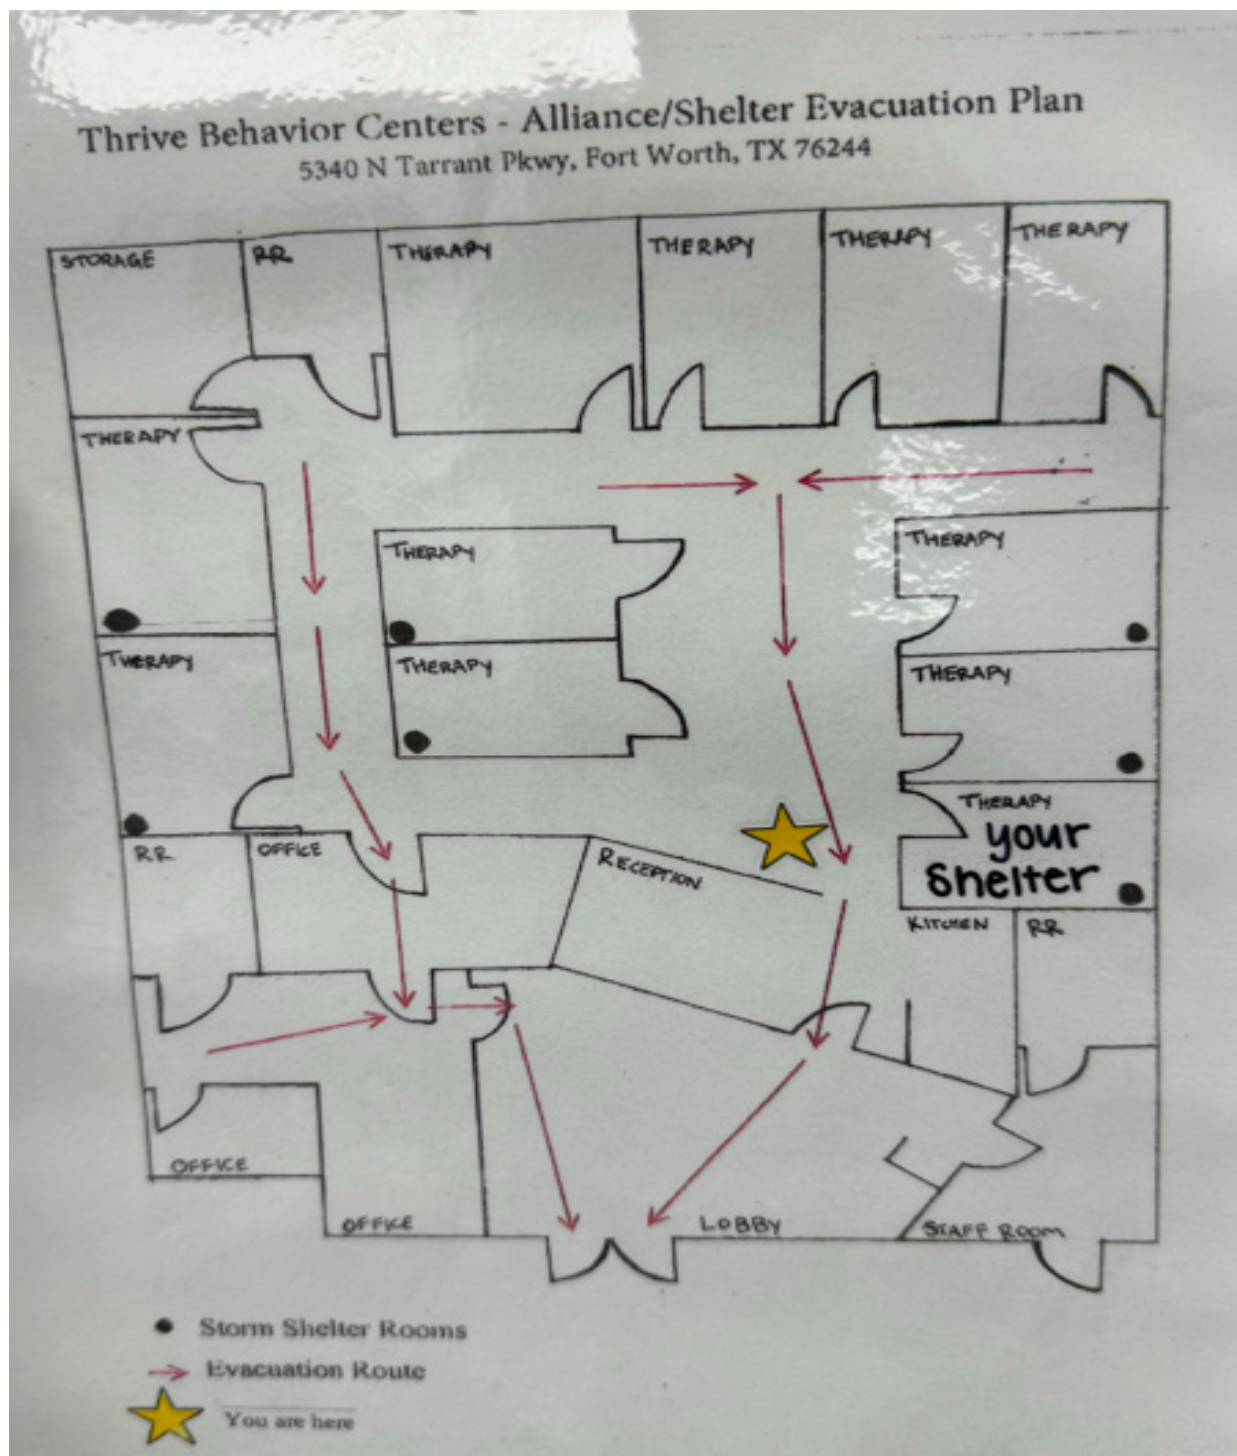 Thrive Behavior Centers - Alliance/Shelter Evacuation Plan
5340 N Tarrant Pkwy, Fort Worth, TX 76244
STORAGE
RR
THERAPY
THERAPY
THERAPY
THERAPY
THERAPY
THERAPY
THERAPY
THERAPY
THERAPY
THERAPY
THERAPY
your
shelter
RR
OFFICE
RECEPTION
KITCHEN
RR
OFFICE
OFFICE
LOBBY
STAFF ROOM
Storm Shelter Rooms
Evacuation Route
You are here